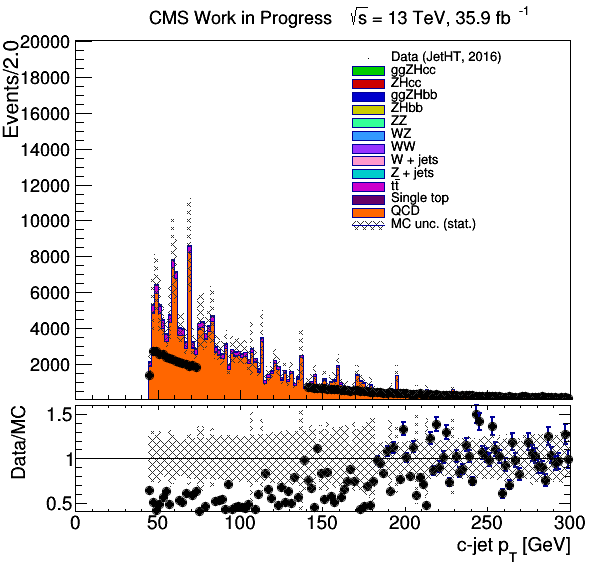 CMS Work in Progress √s = 13 TeV, 35.9 fb -1
Events/2.0
20000
18000
16000
14000
12000
10000
8000
6000
4000
2000
Data (JetHT, 2016)
ggZHcc
ZHcc
ggZHbb
ZHbb
ZZ
WZ
WW
W + jets
Z + jets
tt̄
Single top
QCD
MC unc. (stat.)
Data/MC
1.5
1
0.5
0 50 100 150 200 250 300
c-jet p_T [GeV]